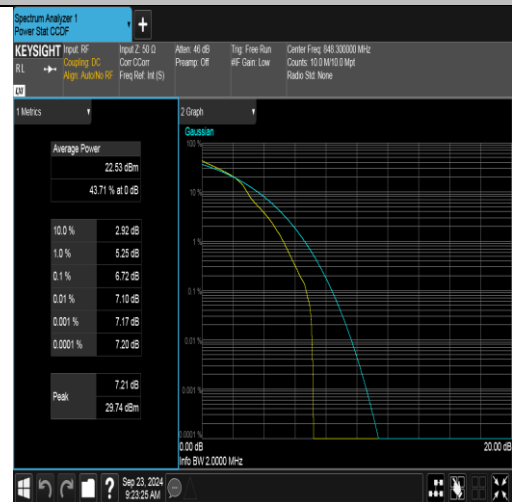 Spectrum Analyzer 1
Power Stat CCDF
+
KEYSIGHT
RL
Input: RF
Coupling: DC
Align: Auto/No RF
Input Z: 50 Ω
Corr CCorr
Freq Ref: Int (S)
Atten: 46 dB
Preamp: Off
Trig: Free Run
#IF Gain: Low
Center Freq: 848.300000 MHz
Counts: 10.0 M/10.0 Mpt
Radio Std: None
LXI
1 Metrics
Average Power
22.53 dBm
43.71 % at 0 dB
10.0 % 2.92 dB
1.0 % 5.25 dB
0.1 % 6.72 dB
0.01 % 7.10 dB
0.001 % 7.17 dB
0.0001 % 7.20 dB
Peak
7.21 dB
29.74 dBm
2 Graph
Gaussian
100 %
10 %
1 %
0.1 %
0.01 %
0.001 %
0.0001 %
0.00 dB
20.00 dB
Info BW 2.0000 MHz
?
Sep 23, 2024
9:23:25 AM